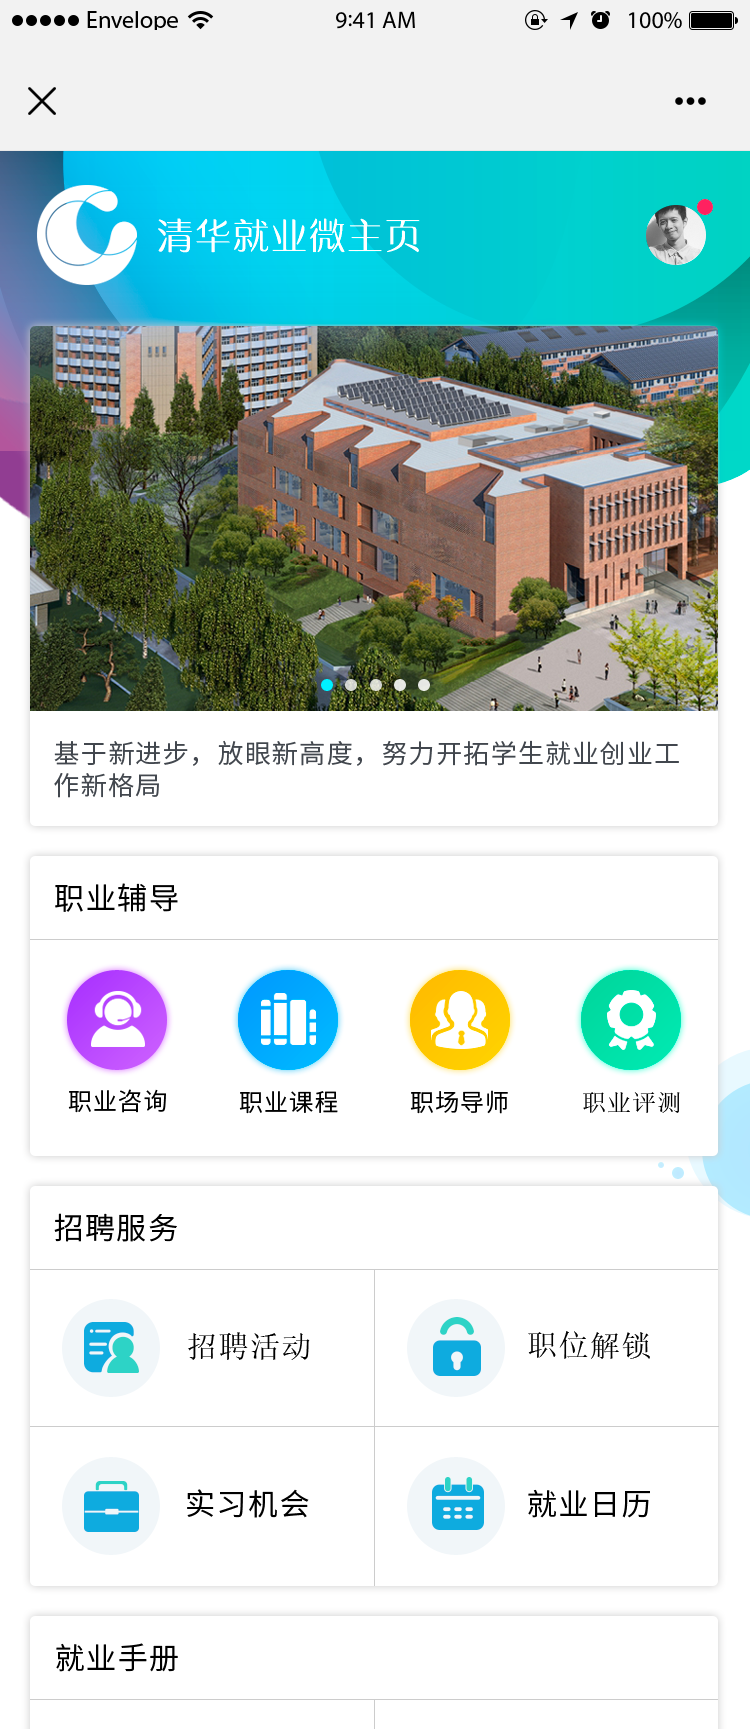 Envelope
9:41 AM
100%
清华就业微主页
基于新进步，放眼新高度，努力开拓学生就业创业工
作新格局
职业辅导
职业咨询
职业课程
职场导师
职业评测
招聘服务
招聘活动
职位解锁
实习机会
就业日历
就业手册